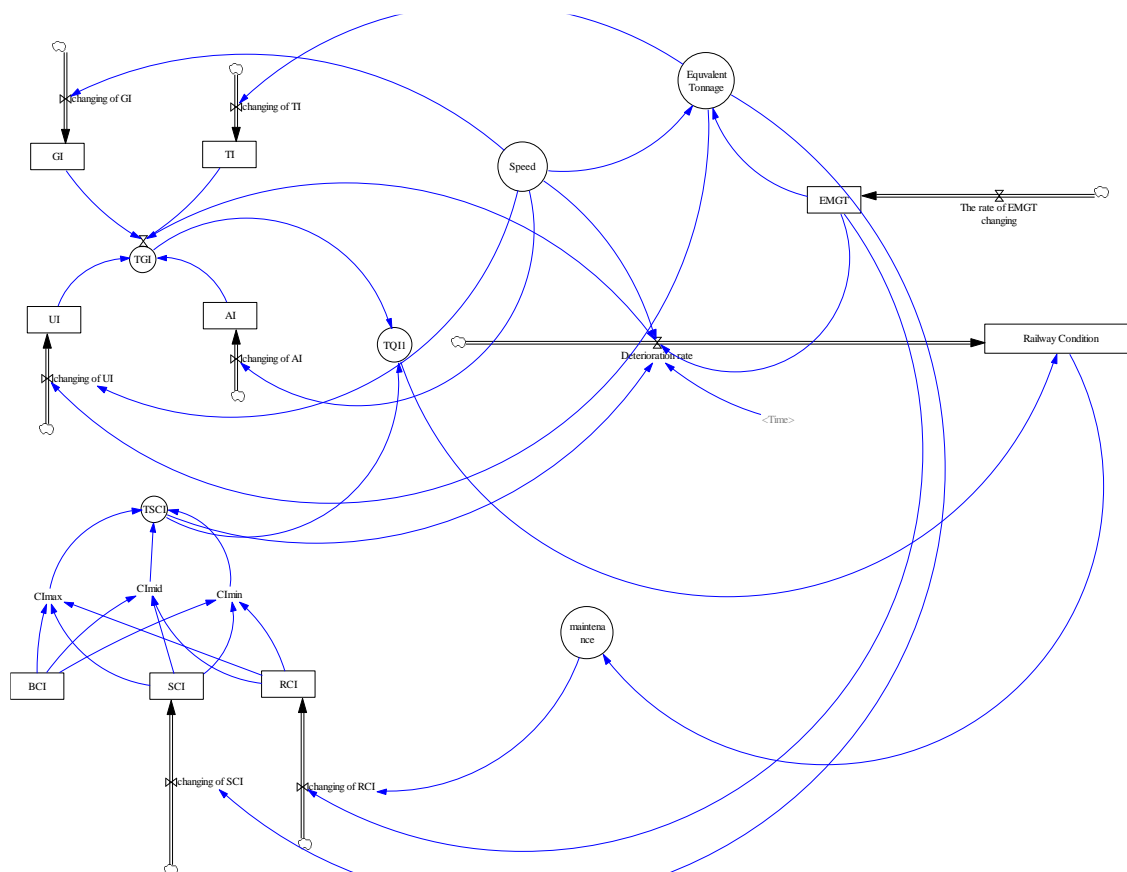 Equvalent
Tonnage
changing of GI
changing of TI
GI
TI
Speed
EMGT
The rate of EMGT
changing
TGI
UI
AI
TQI1
Railway Condition
Deterioration rate
changing of AI
changing of UI
<Time>
TSCI
CImax
CImid
CImin
maintena
nce
BCI
SCI
RCI
changing of SCI
changing of RCI